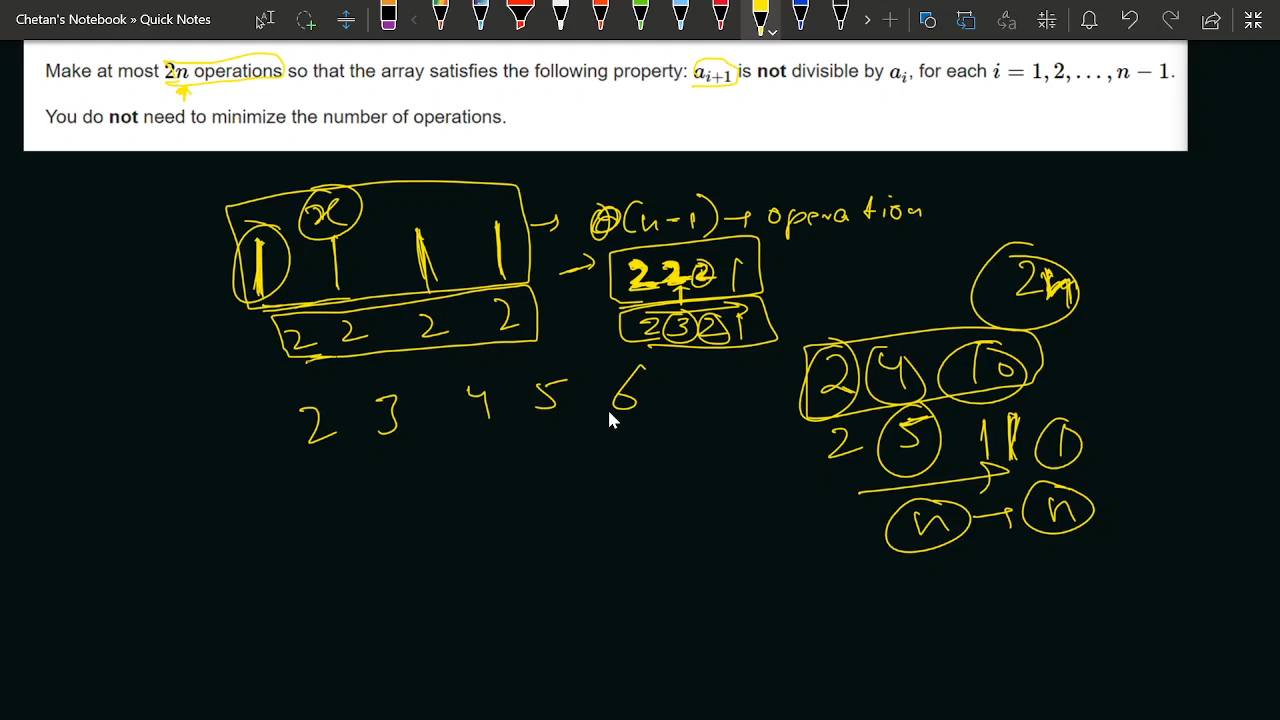 Chetan's Notebook » Quick Notes
Make at most 2n operations so that the array satisfies the following property: a_{i+1} is not divisible by a_i, for each i = 1, 2, . . . , n − 1.
You do not need to minimize the number of operations.
1 x 1 1 → (n-1) → operation
2 2 2 1
2n
2 2 2 2
2 3 2 1
2 4 10
2 3 4 5 6
2 5 11 1
n → n